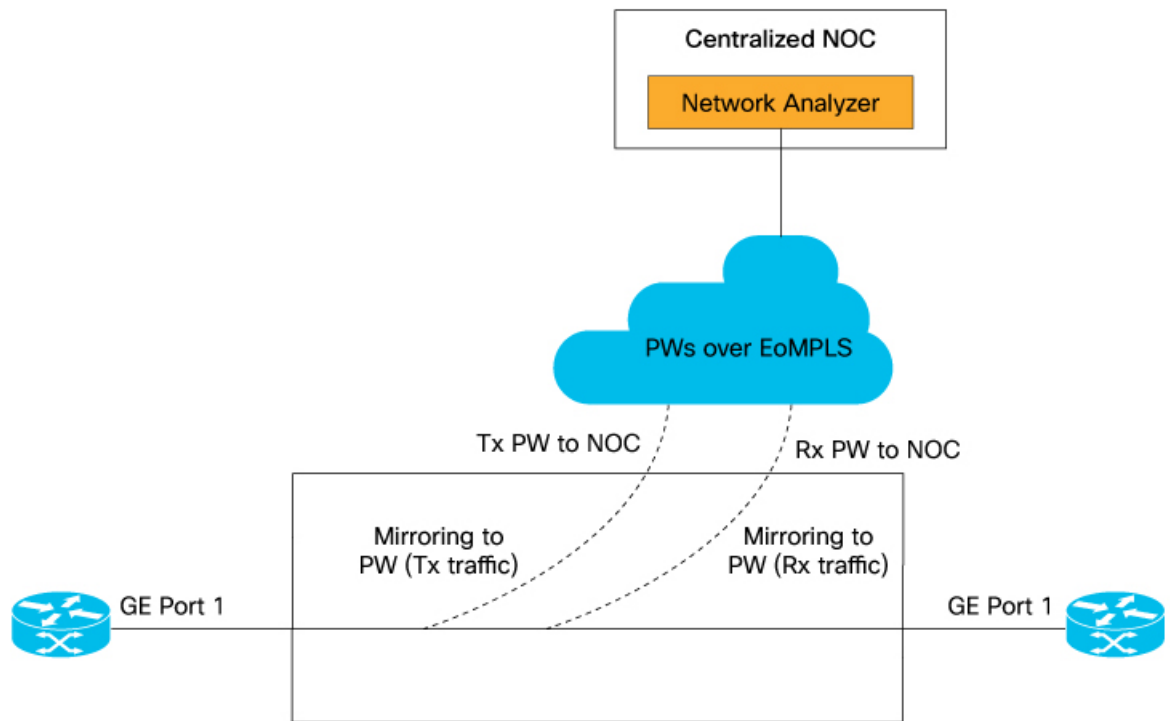 Centralized NOC
Network Analyzer
PWs over EoMPLS
Tx PW to NOC
Rx PW to NOC
Mirroring to
PW (Tx traffic)
Mirroring to
PW (Rx traffic)
GE Port 1
GE Port 1